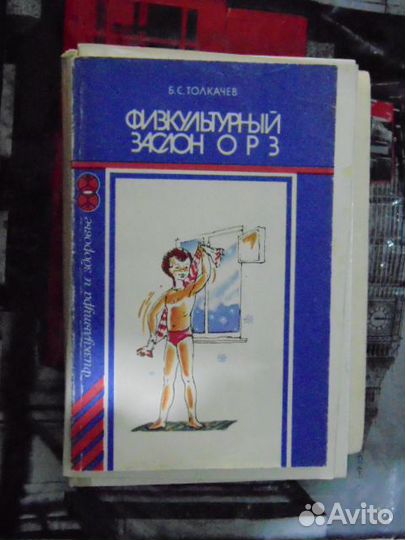 Б.С.ТОЛКАЧЕВ
ФИЗКУЛЬТУРНЫЙ
ЗАСЛОН ОРЗ
Физкультура и здоровье
Avito